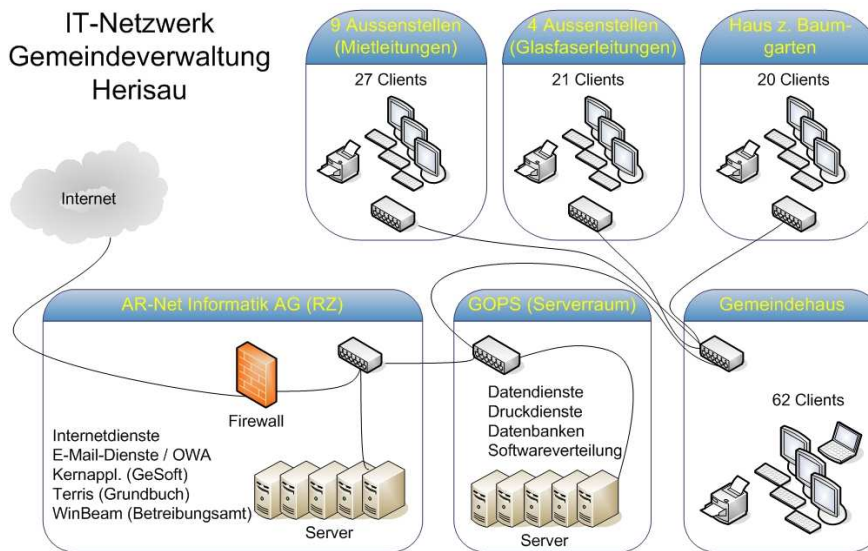 IT-Netzwerk
Gemeindeverwaltung
Herisau
9 Aussenstellen
(Mietleitungen)
27 Clients
4 Aussenstellen
(Glasfaserleitungen)
21 Clients
Haus z. Baum-
garten
20 Clients
Internet
AR-Net Informatik AG (RZ)
Firewall
Internetdienste
E-Mail-Dienste / OWA
Kernappl. (GeSoft)
Terris (Grundbuch)
WinBeam (Betreibungsamt)
Server
GOPS (Serverraum)
Datendienste
Druckdienste
Datenbanken
Softwareverteilung
Server
Gemeindehaus
62 Clients